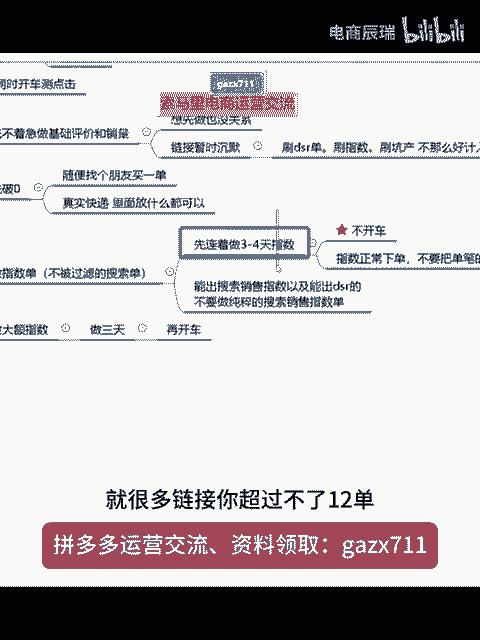 电商辰瑞 bilibili
同时开车测点击
gazx711
电商运营交流
想先做也没关系
先不着急做基础评价和销量
链接暂时沉默
刷dsr单。刷指数、刷坑产 不那么好计入
破0
随便找个朋友买一单
真实快递 里面放什么都可以
先连着做3-4天指数
不开车
指数正常下单,不要把单笔的
指数单(不被过滤的搜索单)
能出搜索销售指数以及能出dsr的
不要做纯粹的搜索销售指数单
大额指数
做三天
再开车
就很多链接你超过不了12单
拼多多运营交流、资料领取:gazx711